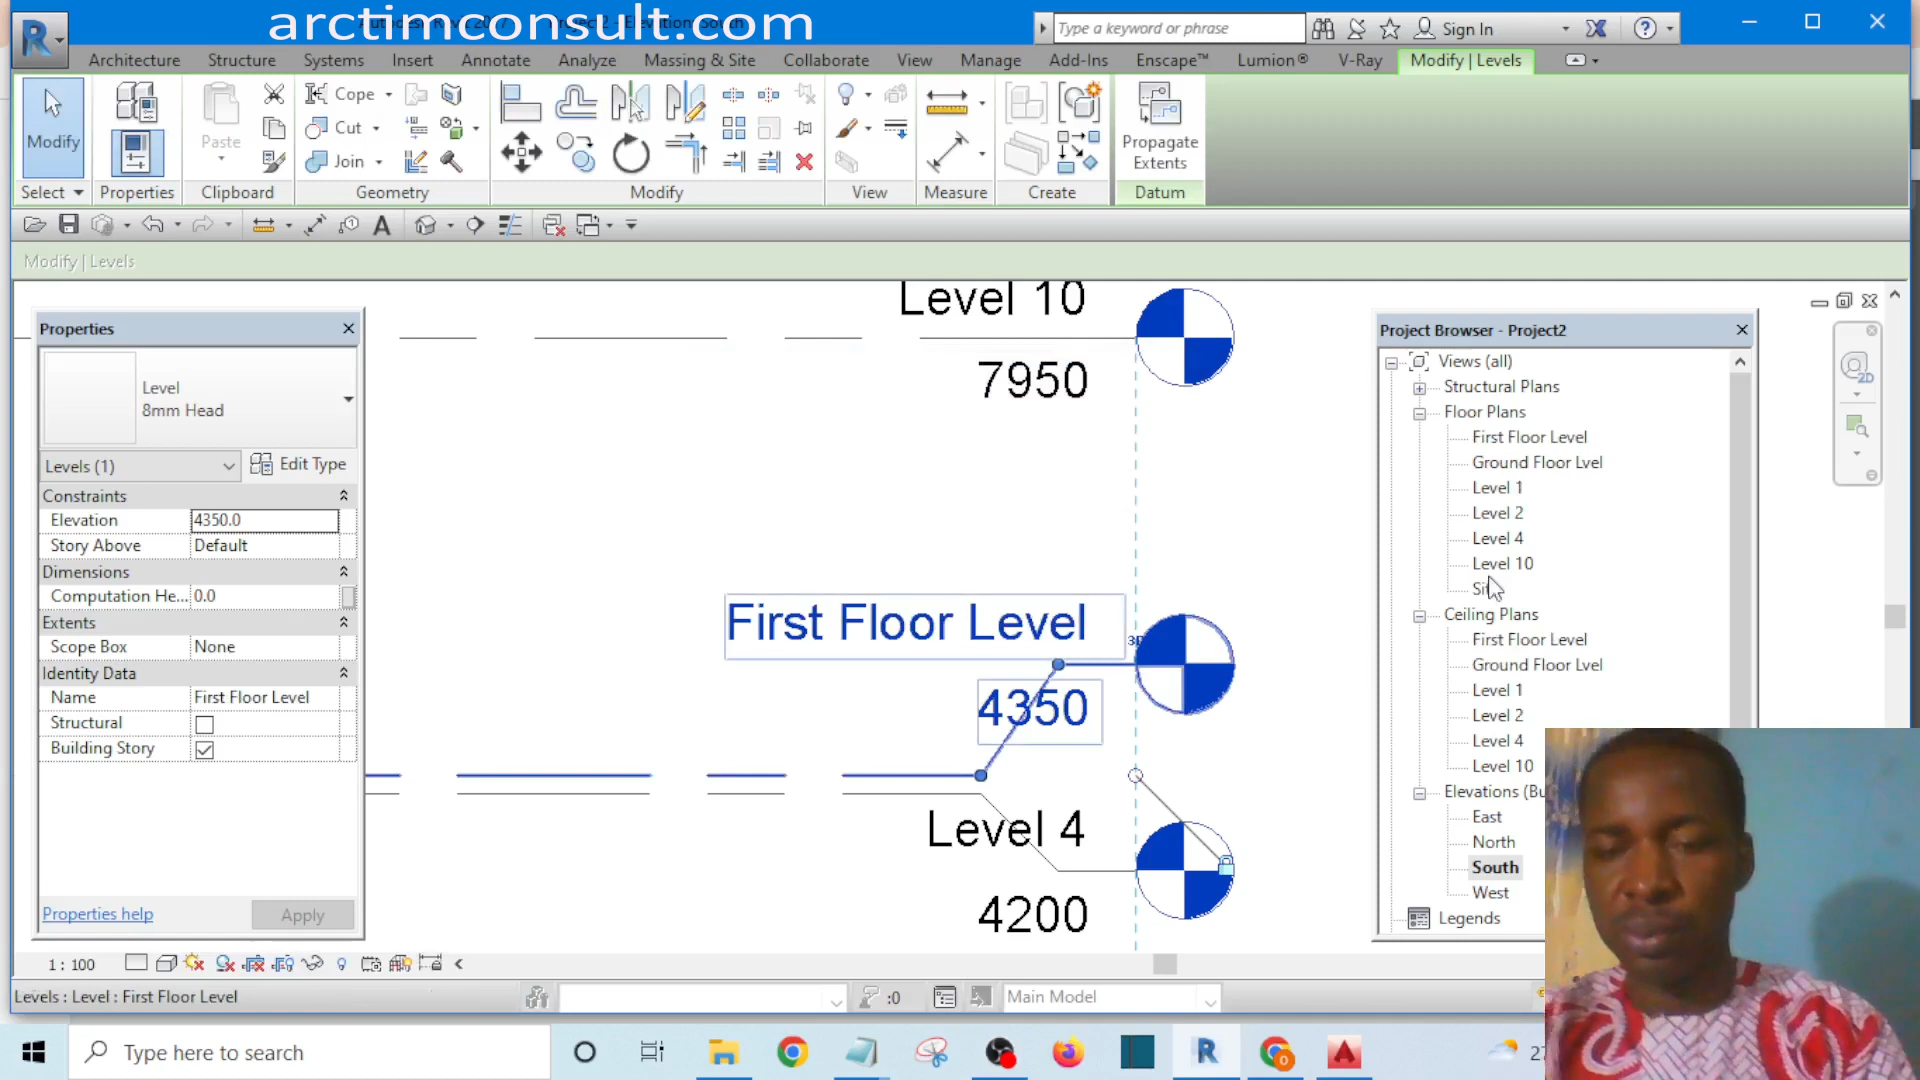 arctimconsult.com
Type a keyword or phrase
Sign In
Architecture Structure Systems Insert Annotate Analyze Massing & Site Collaborate View Manage Add-Ins Enscape™ Lumion® V-Ray Modify | Levels
Modify
Paste
Cope
Cut
Join
Propagate
Extents
Select Properties Clipboard Geometry Modify View Measure Create Datum
Modify | Levels
Properties
Level
8mm Head
Levels (1)
Edit Type
Constraints
Elevation 4350.0
Story Above Default
Dimensions
Computation He... 0.0
Extents
Scope Box None
Identity Data
Name First Floor Level
Structural
Building Story
Properties help
Apply
Level 10
7950
First Floor Level
3D
4350
Level 4
4200
Project Browser - Project2
Views (all)
Structural Plans
Floor Plans
First Floor Level
Ground Floor Lvel
Level 1
Level 2
Level 4
Level 10
Ceiling Plans
First Floor Level
Ground Floor Lvel
Level 1
Level 2
Level 4
Level 10
Elevations (Bu
East
North
South
West
Legends
2D
1 : 100
Levels : Level : First Floor Level
:0
Main Model
Type here to search